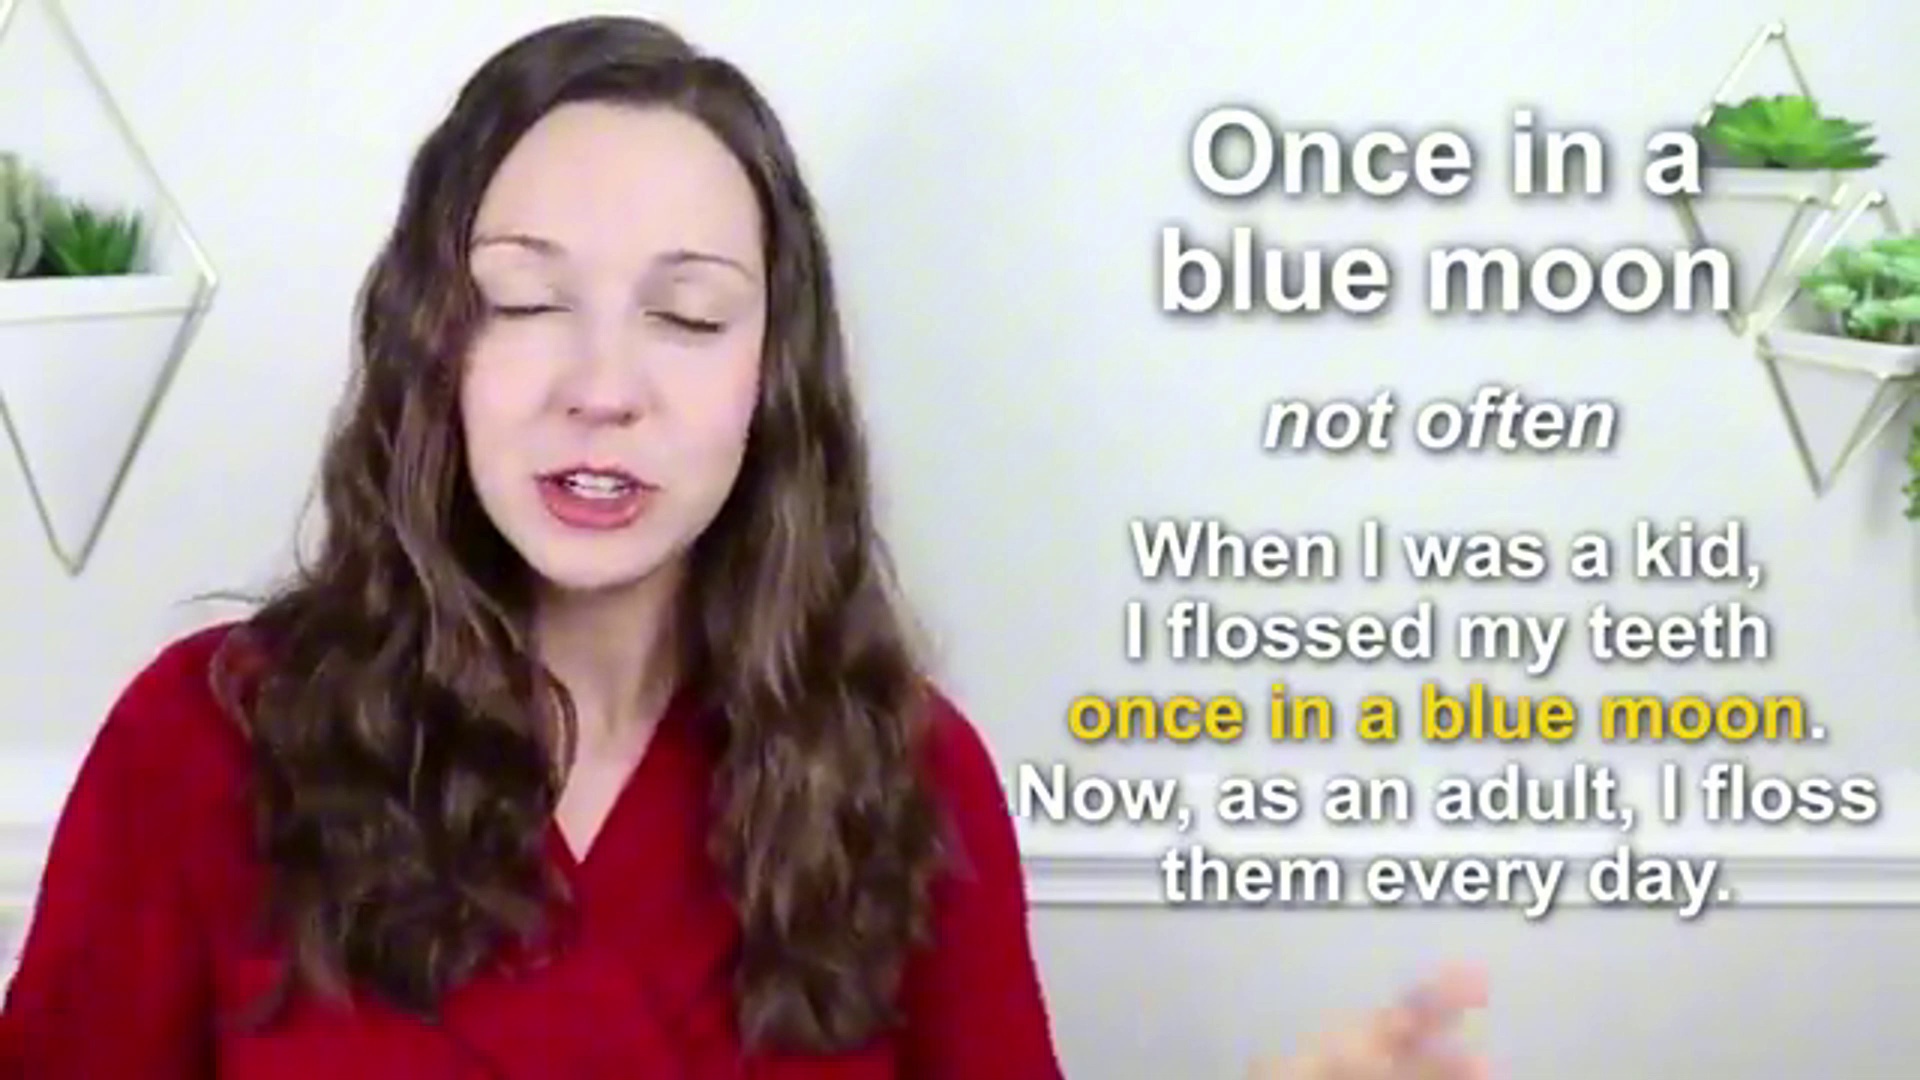 Once in a
blue moon
not often
When I was a kid,
I flossed my teeth
once in a blue moon.
Now, as an adult, I floss
them every day.